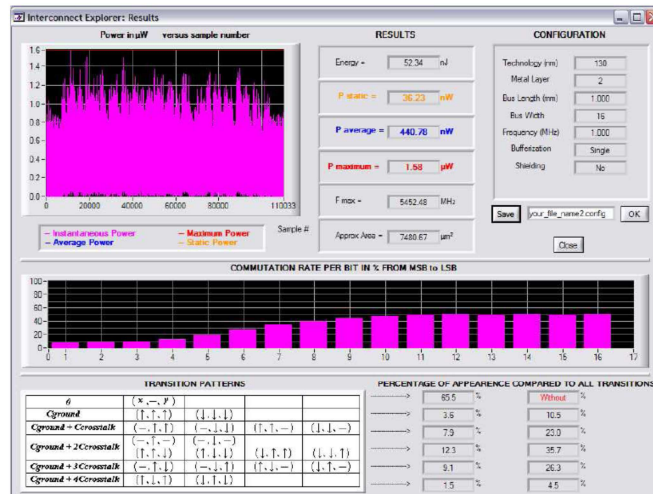 Interconnect Explorer: Results
Power in µW versus sample number
1.6
1.4
1.2
1.0
0.8
0.6
0.4
0.2
0.0
0 20000 40000 60000 80000 110033
Sample #
Instantaneous Power Maximum Power
Average Power Static Power
RESULTS
Energy = 52.34 nJ
P static = 36.23 nW
P average = 440.78 nW
P maximum = 1.58 µW
F max = 5452.48 MHz
Approx Area = 7480.67 µm²
CONFIGURATION
Technology (nm) 130
Metal Layer 2
Bus Length (mm) 1.000
Bus Width 16
Frequency (MHz) 1.000
Bufferization Single
Shielding No
Save your_file_name2.config OK
Close
COMMUTATION RATE PER BIT IN % FROM MSB to LSB
100
80
60
40
20
0
0 1 2 3 4 5 6 7 8 9 10 11 12 13 14 15 16 17
TRANSITION PATTERNS
0 (x,–,y)
Cground (↑,↑,↑) (↓,↓,↓)
Cground + Ccrosstalk (–,↑,↑) (–,↓,↓) (↑,↑,–) (↓,↓,–)
(–,↑,–) (–,↓,–)
Cground + 2Ccrosstalk (↑,↑,↓) (↑,↓,↓) (↓,↑,↑) (↓,↓,↑)
Cground + 3Ccrosstalk (–,↑,↓) (–,↓,↑) (↑,↓,–) (↓,↑,–)
Cground + 4Ccrosstalk (↑,↓,↑) (↓,↑,↓)
PERCENTAGE OF APPEARENCE COMPARED TO ALL TRANSITIONS
65.5 % Without %
3.6 % 10.5 %
7.9 % 23.0 %
12.3 % 35.7 %
9.1 % 26.3 %
1.5 % 4.5 %